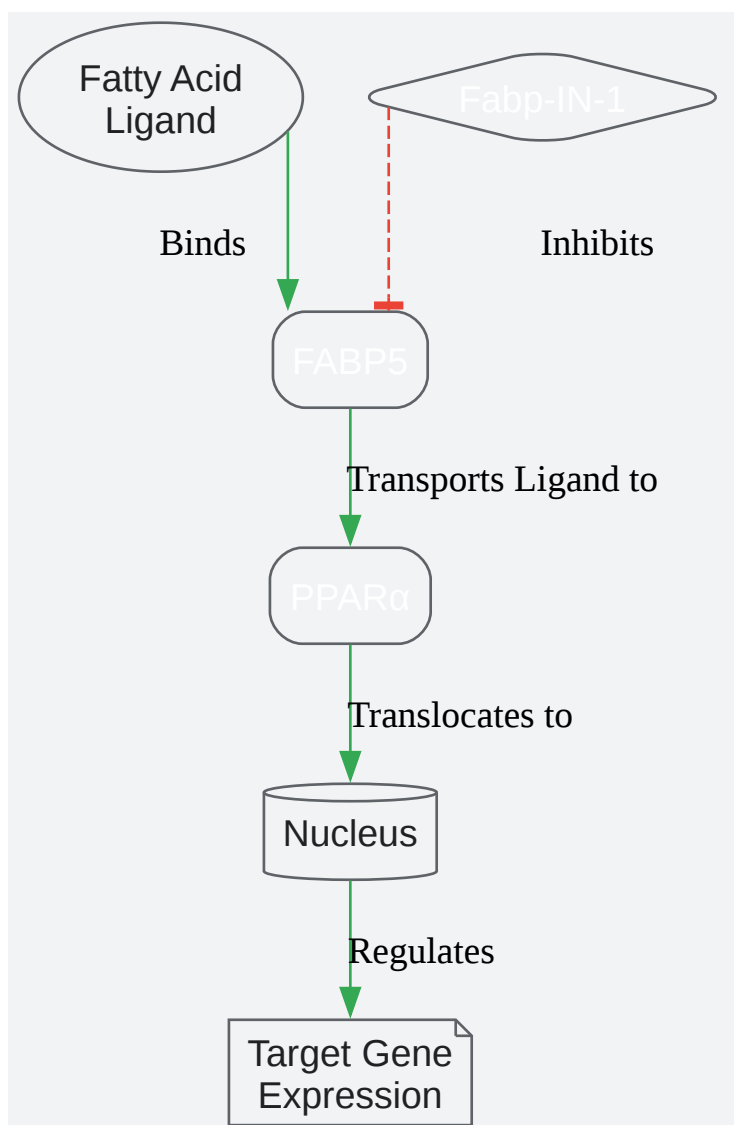 Fatty Acid
Ligand
Fabp-IN-1
Binds
Inhibits
FABP5
Transports Ligand to
PPARα
Translocates to
Nucleus
Regulates
Target Gene
Expression